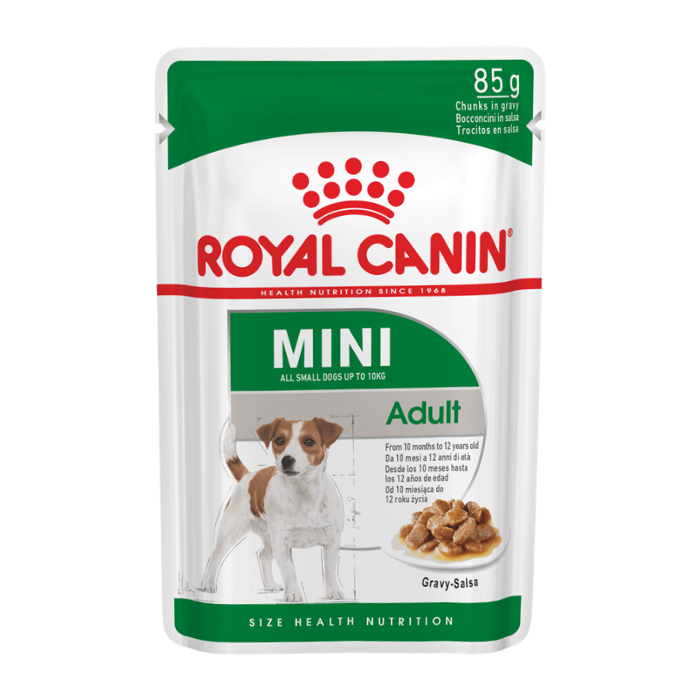 85 g
Chunks in gravy
Bocconcini in salsa
Trocitos en salsa
ROYAL CANIN®
HEALTH NUTRITION SINCE 1968
MINI
ALL SMALL DOGS UP TO 10KG
Adult
From 10 months to 12 years old
Da 10 mesi a 12 anni di età
Desde los 10 meses hasta
los 12 años de edad
Od 10 miesiąca do
12 roku życia
Gravy-Salsa
SIZE HEALTH NUTRITION